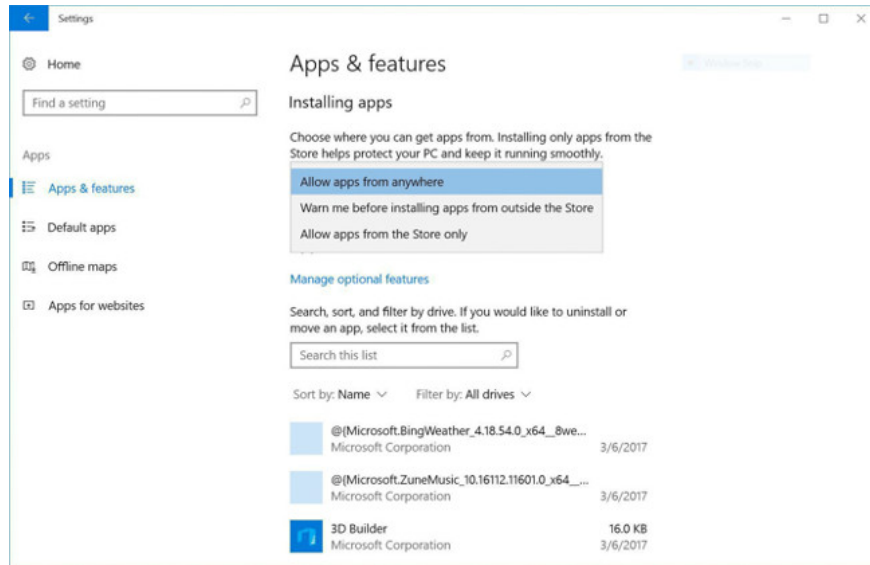 Settings
Home
Find a setting
Apps
Apps & features
Default apps
Offline maps
Apps for websites
Apps & features
Installing apps
Choose where you can get apps from. Installing only apps from the
Store helps protect your PC and keep it running smoothly.
Allow apps from anywhere
Warn me before installing apps from outside the Store
Allow apps from the Store only
Manage optional features
Search, sort, and filter by drive. If you would like to uninstall or
move an app, select it from the list.
Search this list
Sort by: Name Filter by: All drives
@{Microsoft.BingWeather_4.18.54.0_x64__8we...
Microsoft Corporation 3/6/2017
@{Microsoft.ZuneMusic_10.16112.11601.0_x64__...
Microsoft Corporation 3/6/2017
3D Builder 16.0 KB
Microsoft Corporation 3/6/2017